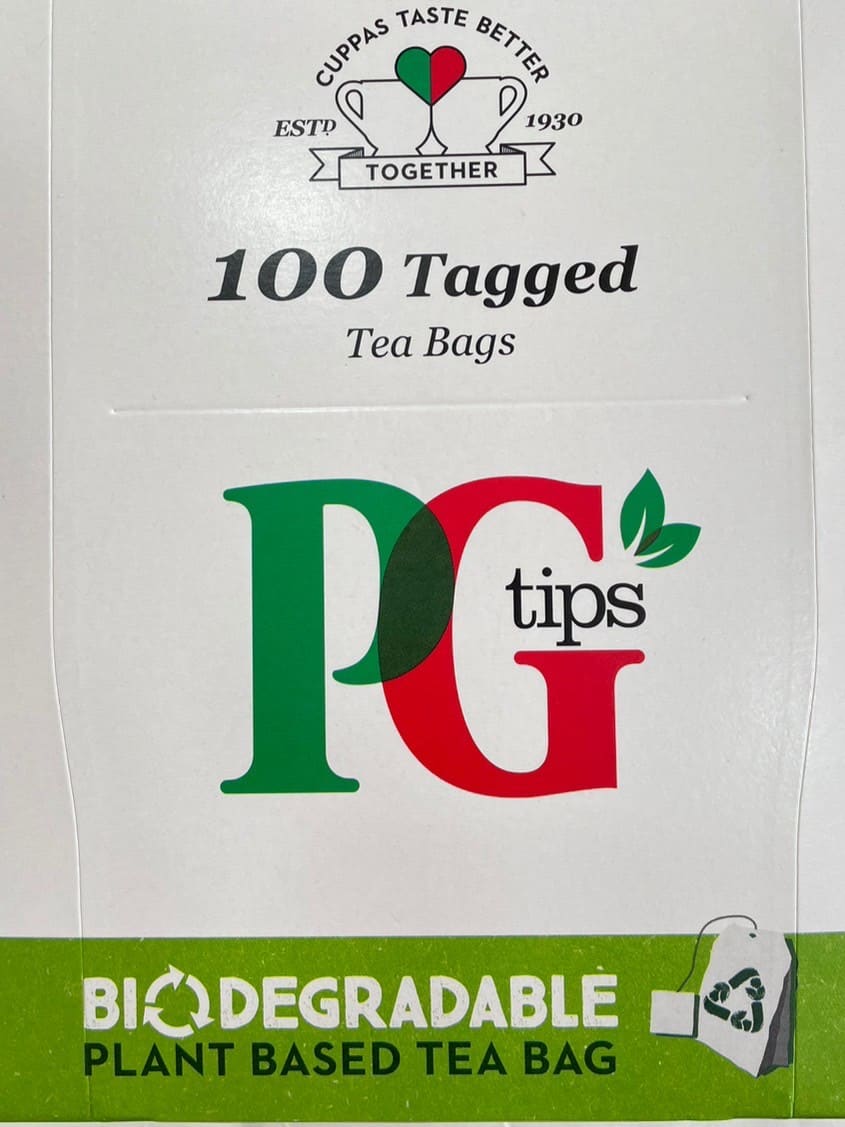 CUPPAS TASTE BETTER
ESTD. 1930
TOGETHER
100 Tagged
Tea Bags
PG
tips
BIODEGRADABLE
PLANT BASED TEA BAG